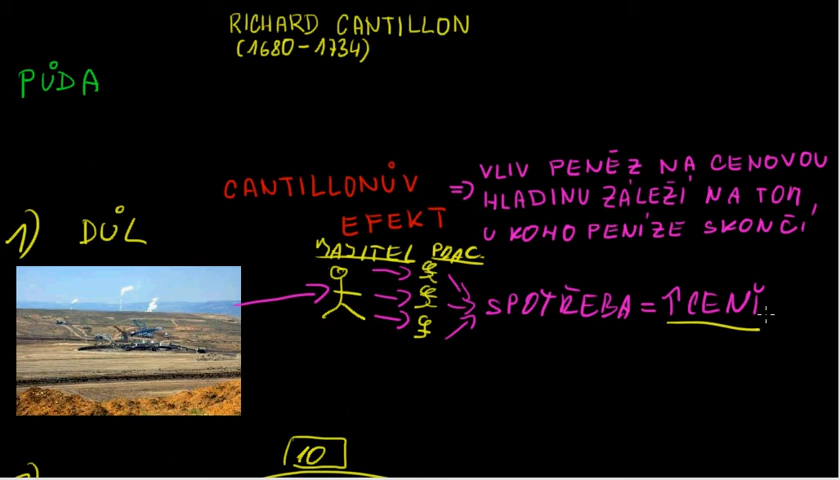 RICHARD CANTILLON
(1680-1734)
PŮDA
CANTILLONŮV
EFEKT
=> VLIV PENĚZ NA CENOVOU
HLADINU ZÁLEŽÍ NA TOM,
U KOHO PENÍZE SKONČÍ
1) DŮL
MAJITEL PRAC.
SPOTŘEBA = ↑CENY
10